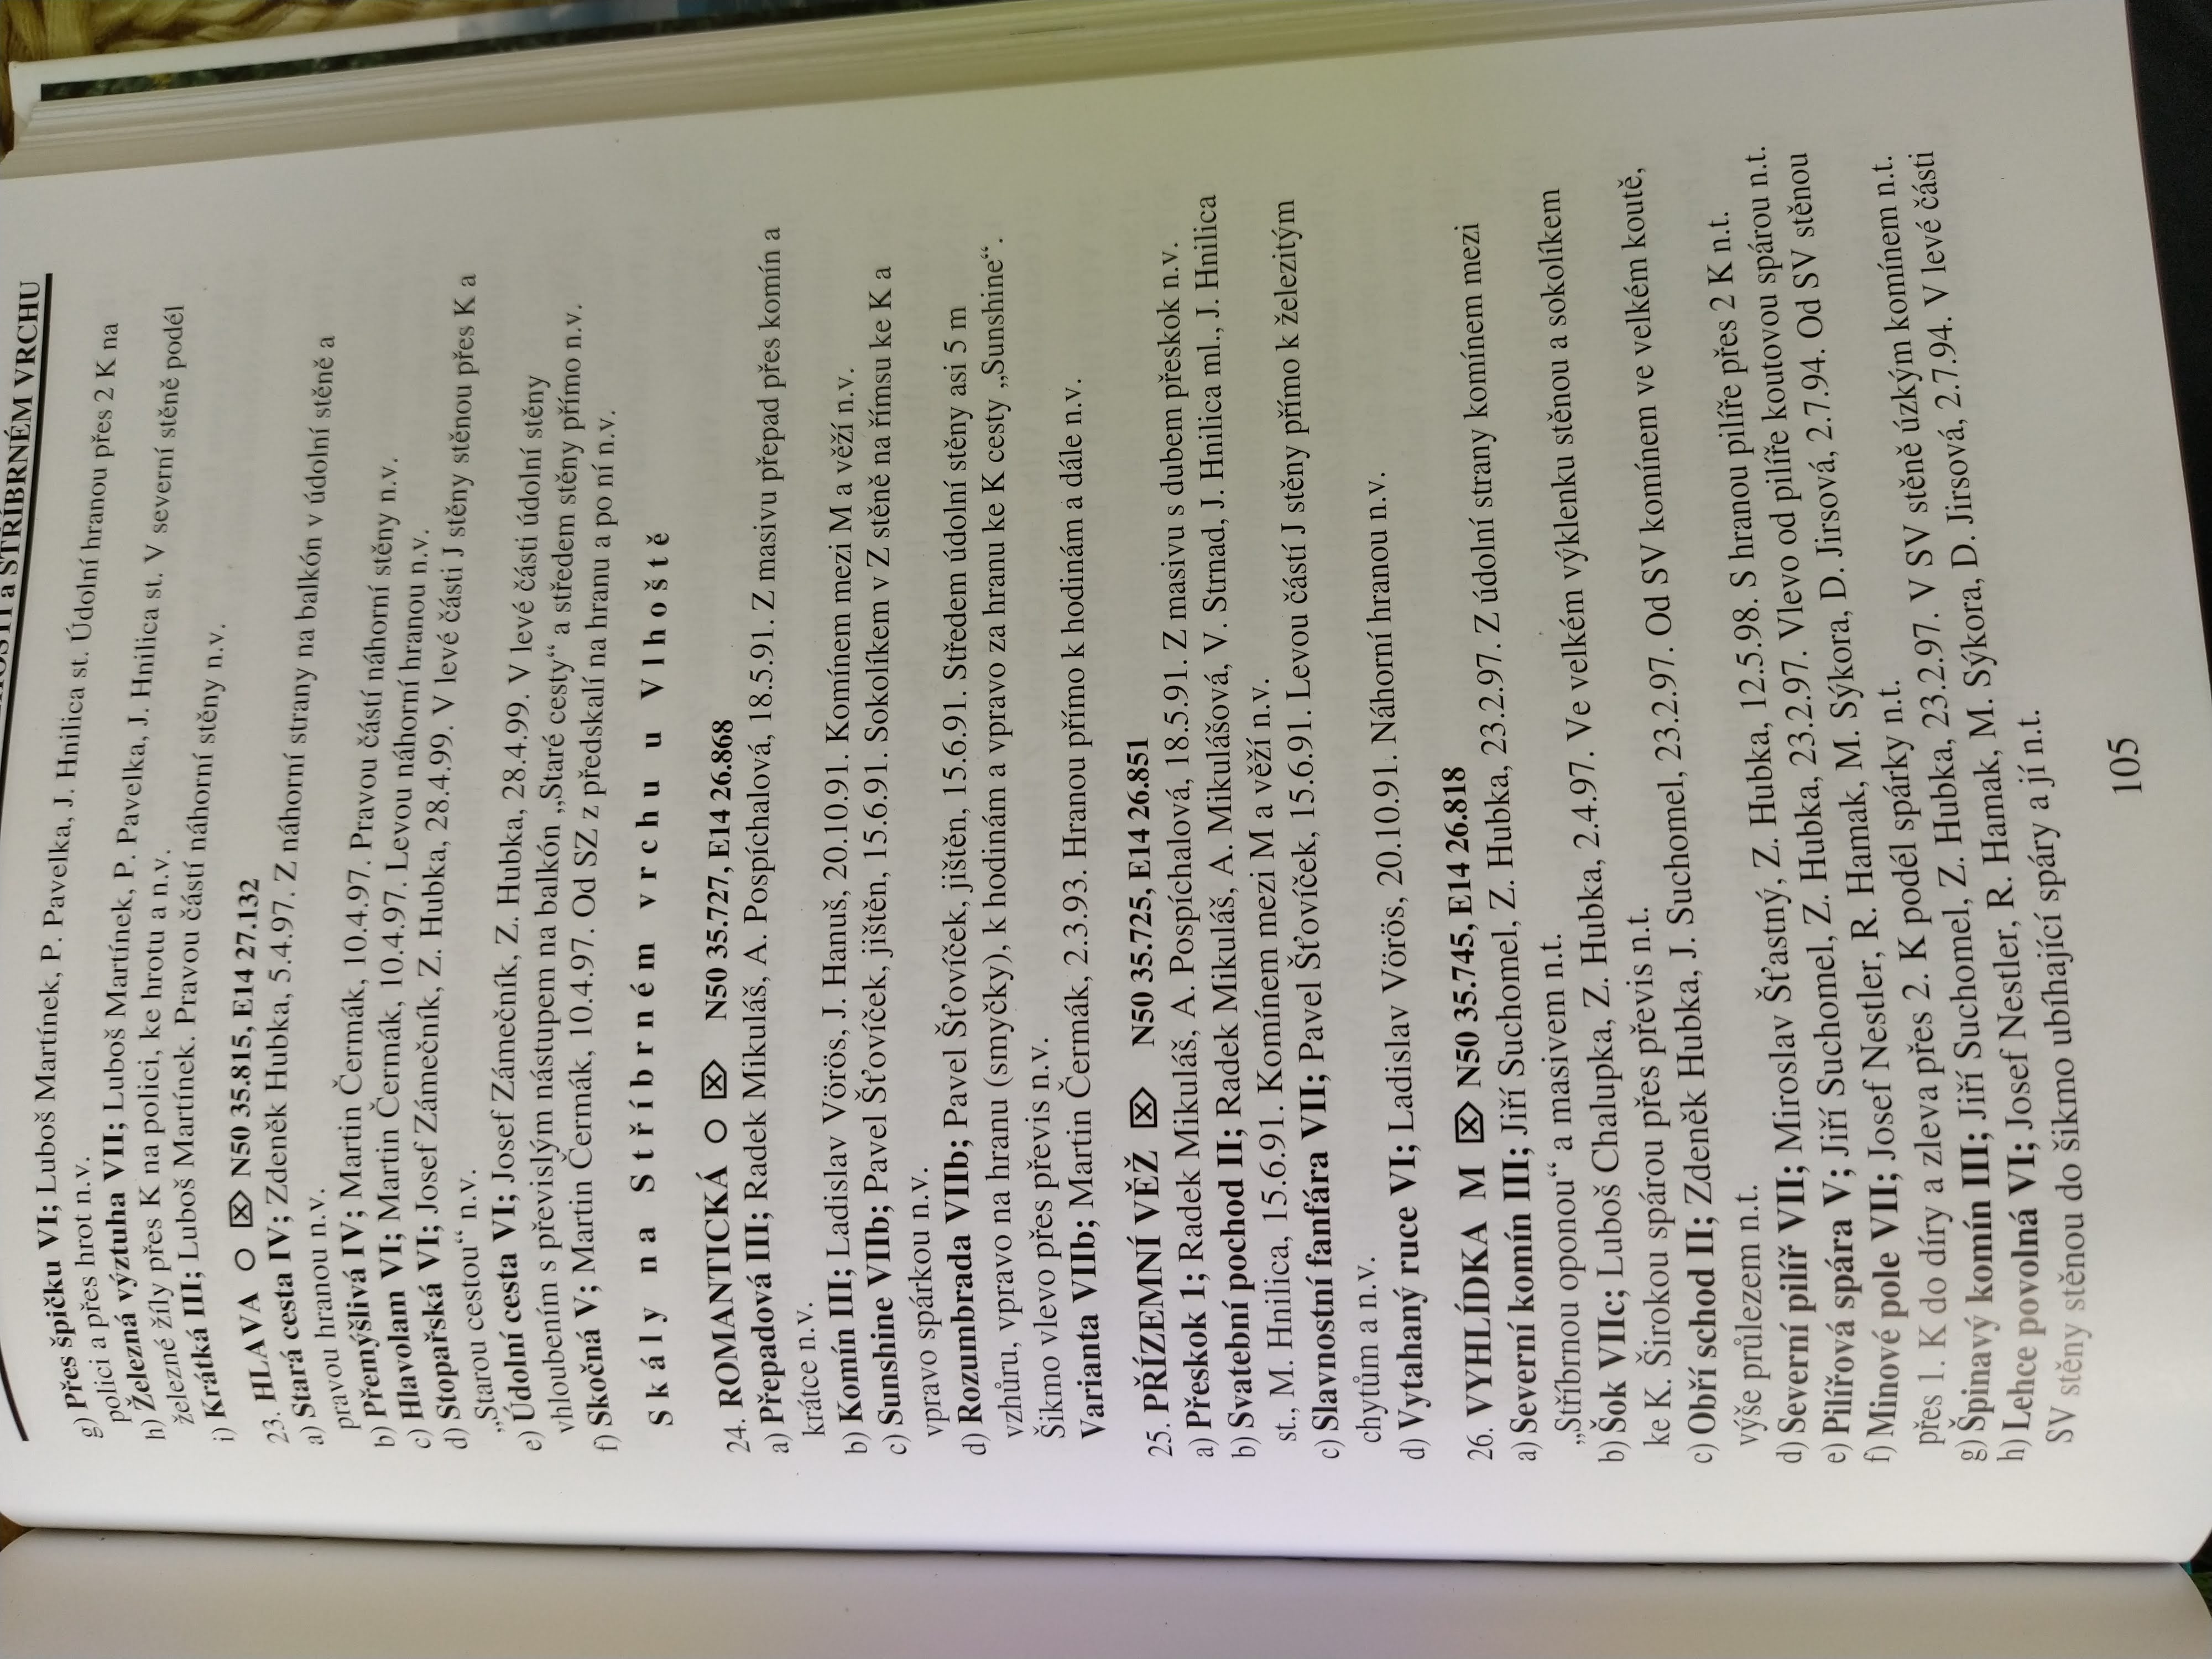 a STŘÍBRNÉM VRCHU
g) Přes špičku VI; Luboš Martínek, P. Pavelka, J. Hnilica st. Údolní hranou přes 2 K na
polici a přes hrot n.v.
h) Železná výztuha VII; Luboš Martínek, P. Pavelka, J. Hnilica st. V severní stěně podél
železné žíly přes K na polici, ke hrotu a n.v.
i) Krátká III; Luboš Martínek. Pravou částí náhorní stěny n.v.
23. HLAVA N50 35.815, E14 27.132
a) Stará cesta IV; Zdeněk Hubka, 5.4.97. Z náhorní strany na balkón v údolní stěně a
pravou hranou n.v.
b) Přemýšlivá IV; Martin Čermák, 10.4.97. Pravou částí náhorní stěny n.v.
c) Hlavolam VI; Martin Čermák, 10.4.97. Levou náhorní hranou n.v.
d) Stopařská VI; Josef Zámečník, Z. Hubka, 28.4.99. V levé části J stěny stěnou přes K a
„Starou cestou“ n.v.
e) Údolní cesta VI; Josef Zámečník, Z. Hubka, 28.4.99. V levé části údolní stěny
vhloubením s převislým nástupem na balkón „Staré cesty“ a středem stěny přímo n.v.
f) Skočná V; Martin Čermák, 10.4.97. Od SZ z předskalí na hranu a po ní n.v.
Skály na Stříbrném vrchu u Vlhoště
24. ROMANTICKÁ N50 35.727, E14 26.868
a) Přepadová III; Radek Mikuláš, A. Pospíchalová, 18.5.91. Z masivu přepad přes komín a
krátce n.v.
b) Komín III; Ladislav Vörös, J. Hanuš, 20.10.91. Komínem mezi M a věží n.v.
c) Sunshine VIIb; Pavel Šťovíček, jištěn, 15.6.91. Sokolíkem v Z stěně na římsu ke K a
vpravo spárkou n.v.
d) Rozumbrada VIIb; Pavel Šťovíček, jištěn, 15.6.91. Středem údolní stěny asi 5 m
vzhůru, vpravo na hranu (smyčky), k hodinám a vpravo za hranu ke K cesty „Sunshine“.
Šikmo vlevo přes převis n.v.
Varianta VIIb; Martin Čermák, 2.3.93. Hranou přímo k hodinám a dále n.v.
25. PŘÍZEMNÍ VĚŽ N50 35.725, E14 26.851
a) Přeskok 1; Radek Mikuláš, A. Pospíchalová, 18.5.91. Z masivu s dubem přeskok n.v.
b) Svatební pochod II; Radek Mikuláš, A. Mikulášová, V. Strnad, J. Hnilica ml., J. Hnilica
st., M. Hnilica, 15.6.91. Komínem mezi M a věží n.v.
c) Slavnostní fanfára VII; Pavel Šťovíček, 15.6.91. Levou částí J stěny přímo k železitým
chytům a n.v.
d) Vytahaný ruce VI; Ladislav Vörös, 20.10.91. Náhorní hranou n.v.
26. VYHLÍDKA M N50 35.745, E14 26.818
a) Severní komín III; Jiří Suchomel, Z. Hubka, 23.2.97. Z údolní strany komínem mezi
„Stříbrnou oponou“ a masivem n.t.
b) Šok VIIc; Luboš Chalupka, Z. Hubka, 2.4.97. Ve velkém výklenku stěnou a sokolíkem
ke K. Širokou spárou přes převis n.t.
c) Obří schod II; Zdeněk Hubka, J. Suchomel, 23.2.97. Od SV komínem ve velkém koutě,
výše průlezem n.t.
d) Severní pilíř VII; Miroslav Šťastný, Z. Hubka, 12.5.98. S hranou pilíře přes 2 K n.t.
e) Pilířová spára V; Jiří Suchomel, Z. Hubka, 23.2.97. Vlevo od pilíře koutovou spárou n.t.
f) Minové pole VII; Josef Nestler, R. Hamak, M. Sýkora, D. Jirsová, 2.7.94. Od SV stěnou
přes 1. K do díry a zleva přes 2. K podél spárky n.t.
g) Špinavý komín III; Jiří Suchomel, Z. Hubka, 23.2.97. V SV stěně úzkým komínem n.t.
h) Lehce povolná VI; Josef Nestler, R. Hamak, M. Sýkora, D. Jirsová, 2.7.94. V levé části
SV stěny stěnou do šikmo ubíhající spáry a jí n.t.
105